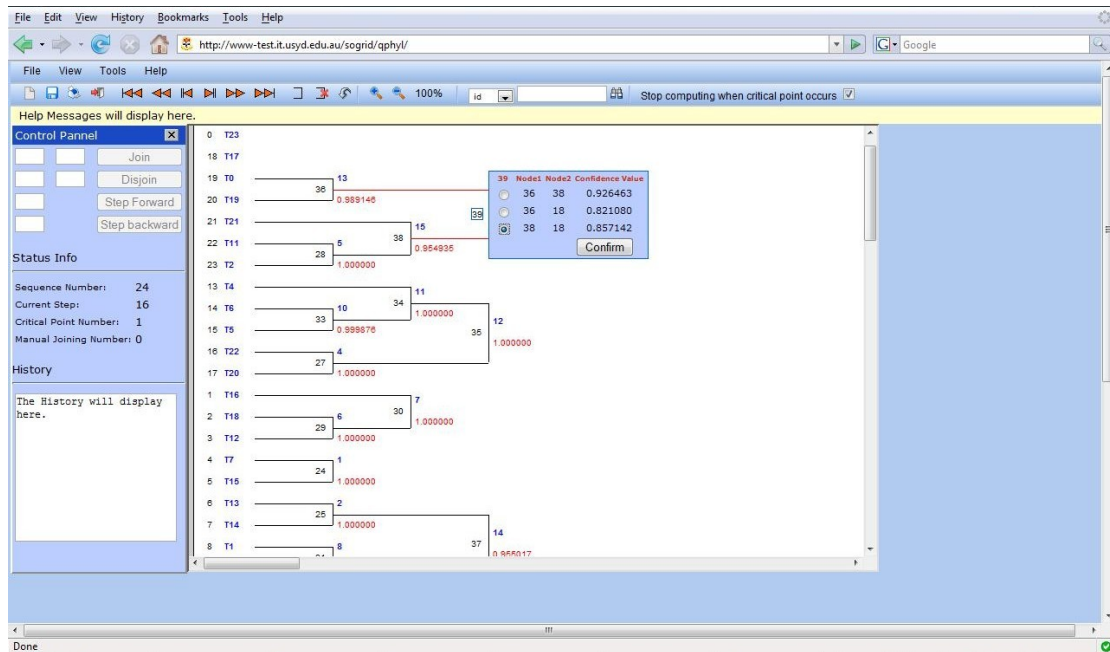 File Edit View History Bookmarks Tools Help
http://www-test.it.usyd.edu.au/sogrid/qphyl/
Google
File View Tools Help
100% id Stop computing when critical point occurs
Help Messages will display here.
Control Pannel
Join
Disjoin
Step Forward
Step backward
Status Info
Sequence Number: 24
Current Step: 16
Critical Point Number: 1
Manual Joining Number: 0
History
The History will display
here.
0 T23
18 T17
19 T0
13
36
20 T19
0.989146
21 T21
15
22 T11
5
38
0.954935
28
23 T2
1.000000
39
39 Node1 Node2 Confidence Value
36 38 0.926463
36 18 0.821080
38 18 0.857142
Confirm
13 T4
11
14 T6
10
34
1.000000
33
15 T5
0.999876
12
35
1.000000
16 T22
4
27
17 T20
1.000000
1 T16
7
2 T18
6
30
1.000000
29
3 T12
1.000000
4 T7
1
24
5 T15
1.000000
6 T13
2
25
7 T14
1.000000
14
8 T1
8
37
0.955017
Done